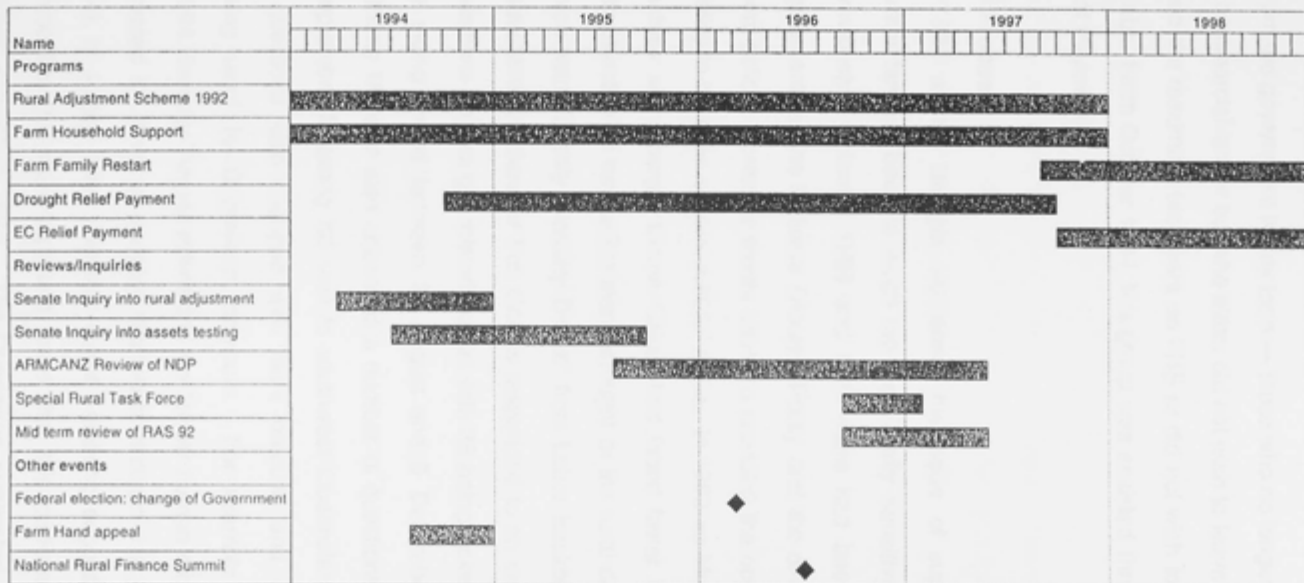 1994 1995 1996 1997 1998
Name
Programs
Rural Adjustment Scheme 1992
Farm Household Support
Farm Family Restart
Drought Relief Payment
EC Relief Payment
Reviews/Inquiries
Senate Inquiry into rural adjustment
Senate Inquiry into assets testing
ARMCANZ Review of NDP
Special Rural Task Force
Mid term review of RAS 92
Other events
Federal election: change of Government
Farm Hand appeal
National Rural Finance Summit